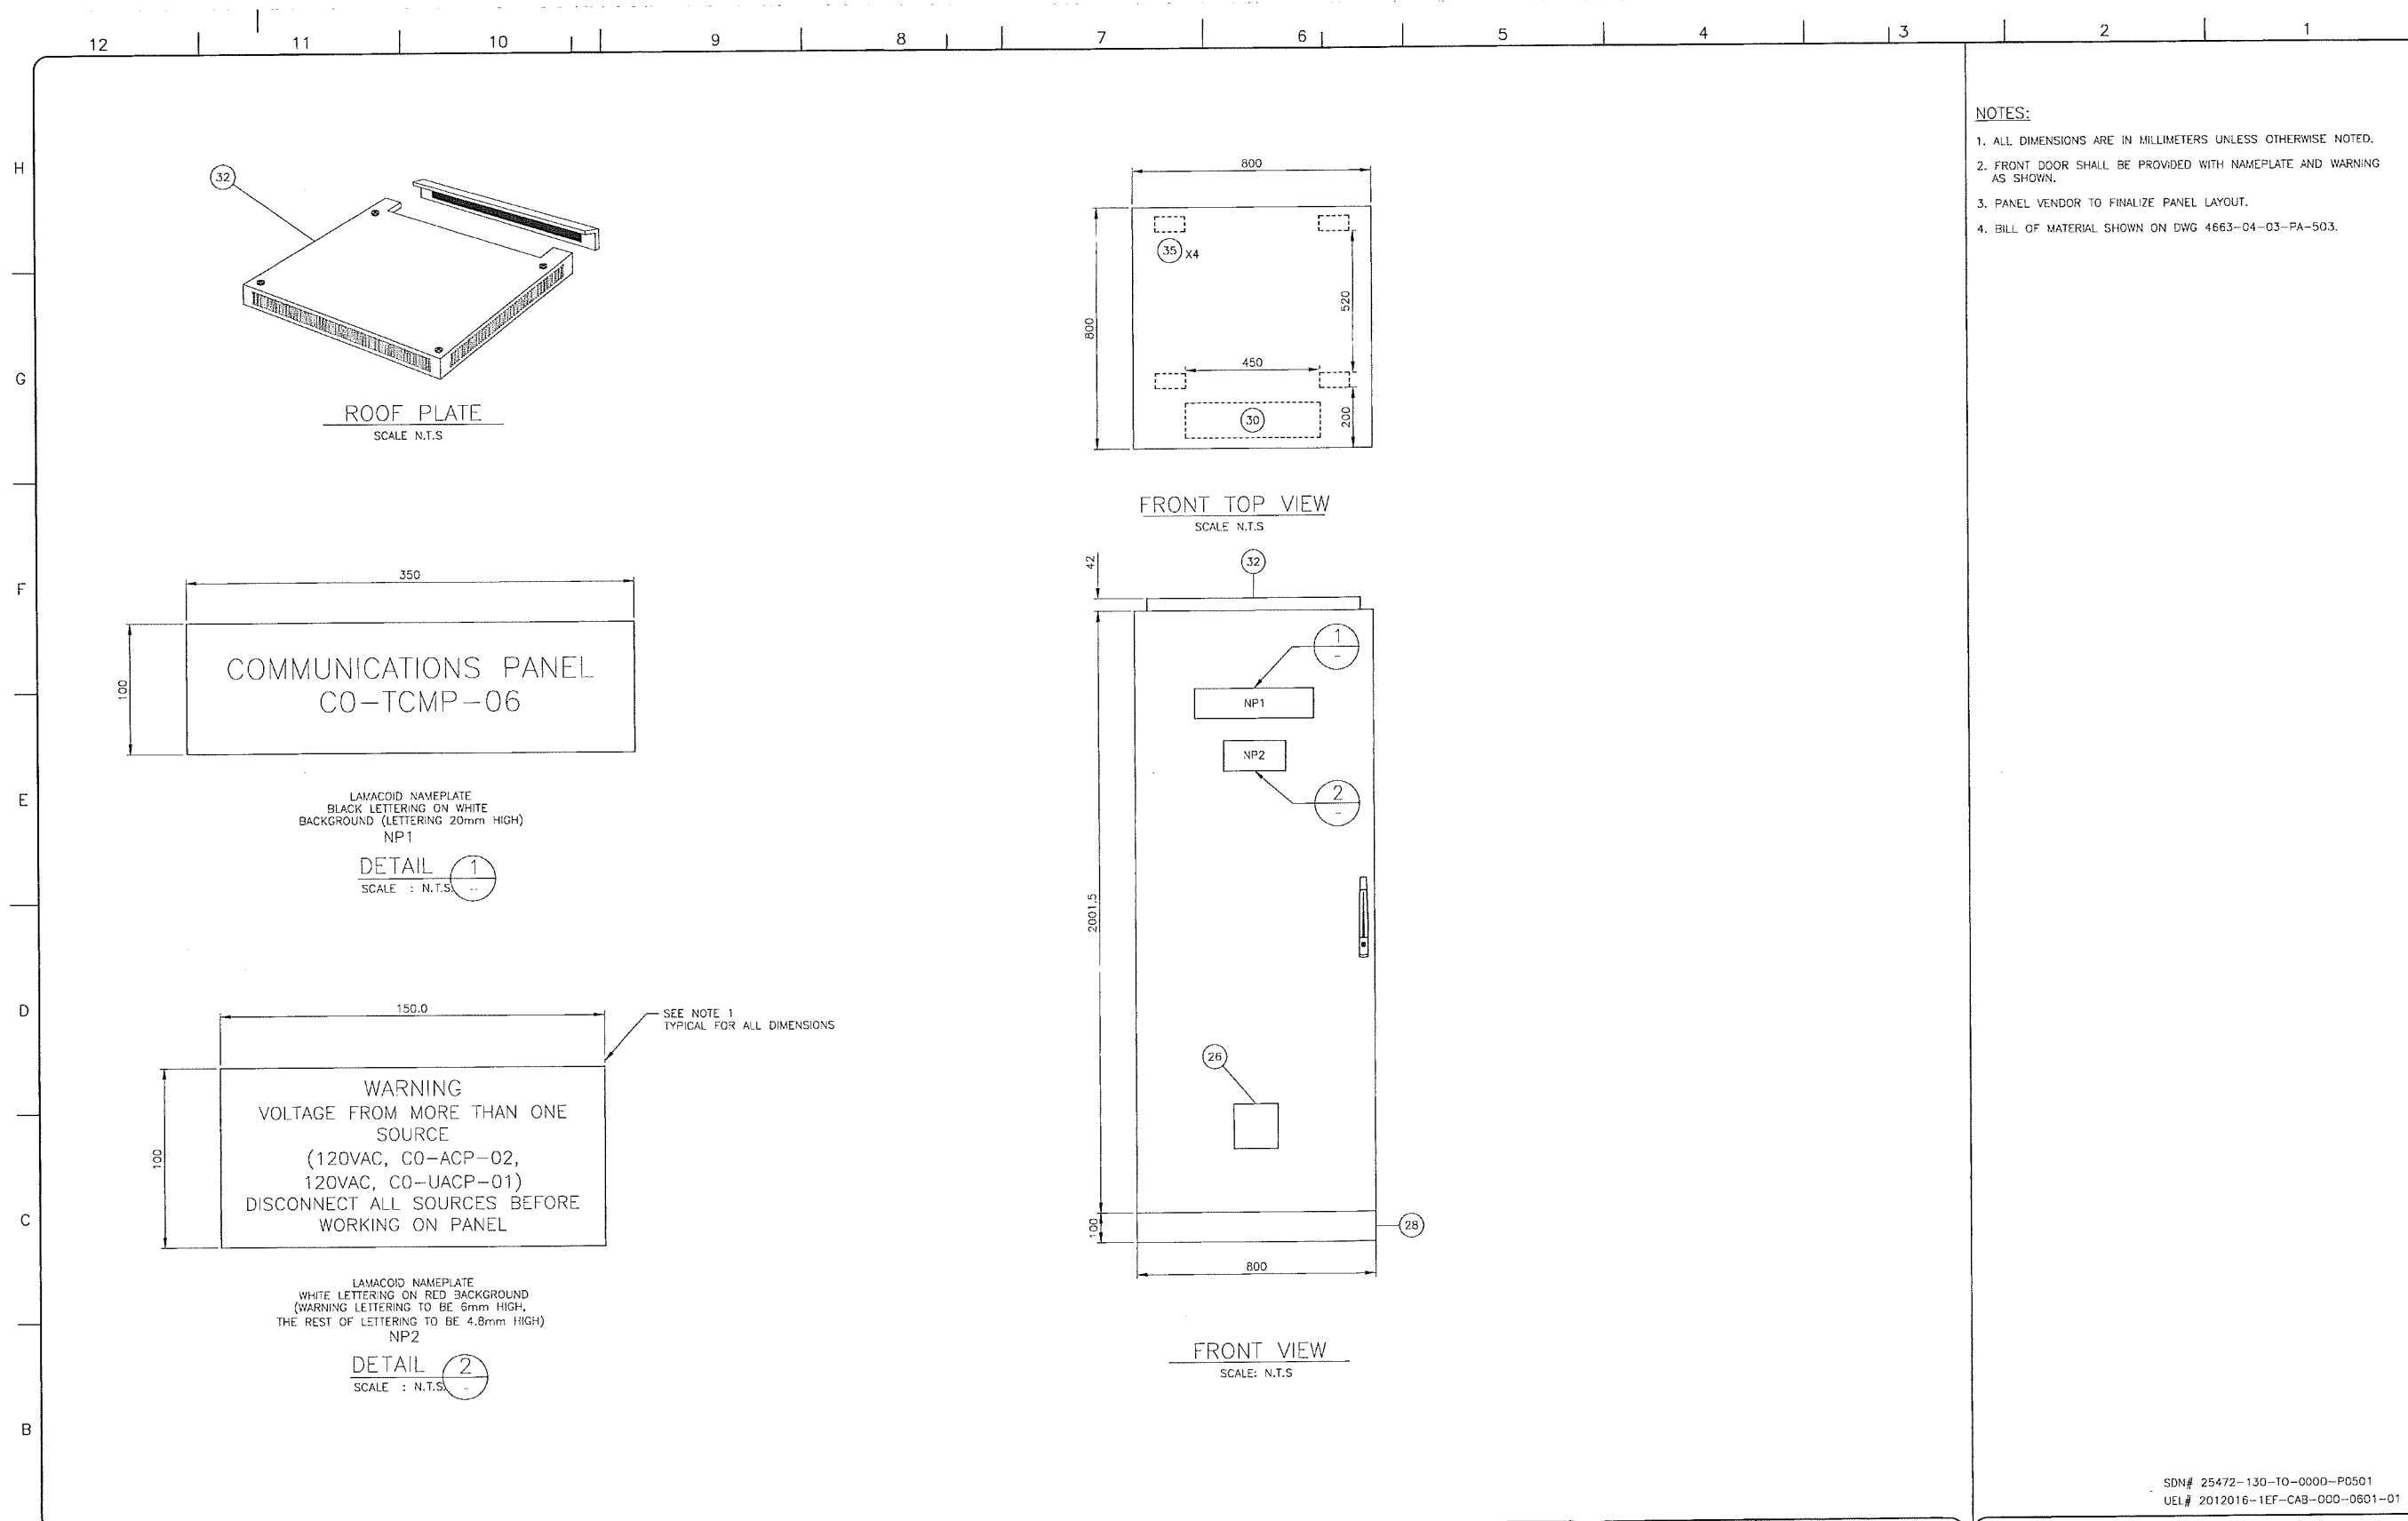 12 11 10 9 8 7 6 5 4 3 2 1
H
G
F
E
D
C
B
32
ROOF PLATE
SCALE N.T.S
350
100
COMMUNICATIONS PANEL
CO-TCMP-06
LAMACOID NAMEPLATE
BLACK LETTERING ON WHITE
BACKGROUND (LETTERING 20mm HIGH)
NP1
DETAIL 1
SCALE : N.T.S. --
150.0
SEE NOTE 1
TYPICAL FOR ALL DIMENSIONS
100
WARNING
VOLTAGE FROM MORE THAN ONE
SOURCE
(120VAC, CO-ACP-02,
120VAC, CO-UACP-01)
DISCONNECT ALL SOURCES BEFORE
WORKING ON PANEL
LAMACOID NAMEPLATE
WHITE LETTERING ON RED BACKGROUND
(WARNING LETTERING TO BE 6mm HIGH,
THE REST OF LETTERING TO BE 4.8mm HIGH)
NP2
DETAIL 2
SCALE : N.T.S. -
800
800
35 X4
520
450
200
30
FRONT TOP VIEW
SCALE N.T.S
42
32
1
-
NP1
NP2
2
-
2001.5
26
100
28
800
FRONT VIEW
SCALE: N.T.S
NOTES:
1. ALL DIMENSIONS ARE IN MILLIMETERS UNLESS OTHERWISE NOTED.
2. FRONT DOOR SHALL BE PROVIDED WITH NAMEPLATE AND WARNING
AS SHOWN.
3. PANEL VENDOR TO FINALIZE PANEL LAYOUT.
4. BILL OF MATERIAL SHOWN ON DWG 4663-04-03-PA-503.
SDN# 25472-130-TO-0000-P0501
UEL# 2012016-1EF-CAB-000-0601-01